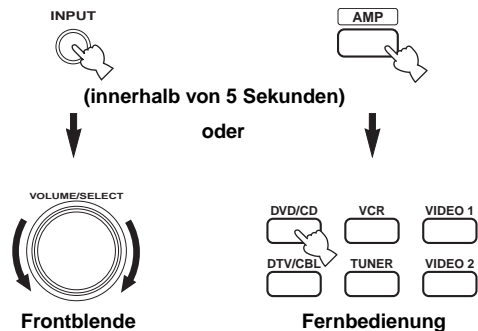 INPUT
AMP
(innerhalb von 5 Sekunden)
oder
VOLUME/SELECT
DVD/CD VCR VIDEO 1
DTV/CBL TUNER VIDEO 2
Frontblende
Fernbedienung